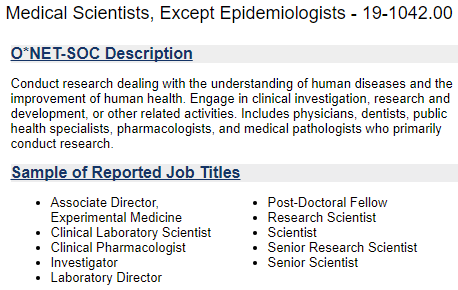 Medical Scientists, Except Epidemiologists - 19-1042.00
O*NET-SOC Description
Conduct research dealing with the understanding of human diseases and the
improvement of human health. Engage in clinical investigation, research and
development, or other related activities. Includes physicians, dentists, public
health specialists, pharmacologists, and medical pathologists who primarily
conduct research.
Sample of Reported Job Titles
• Associate Director,
Experimental Medicine
• Clinical Laboratory Scientist
• Clinical Pharmacologist
• Investigator
• Laboratory Director
• Post-Doctoral Fellow
• Research Scientist
• Scientist
• Senior Research Scientist
• Senior Scientist